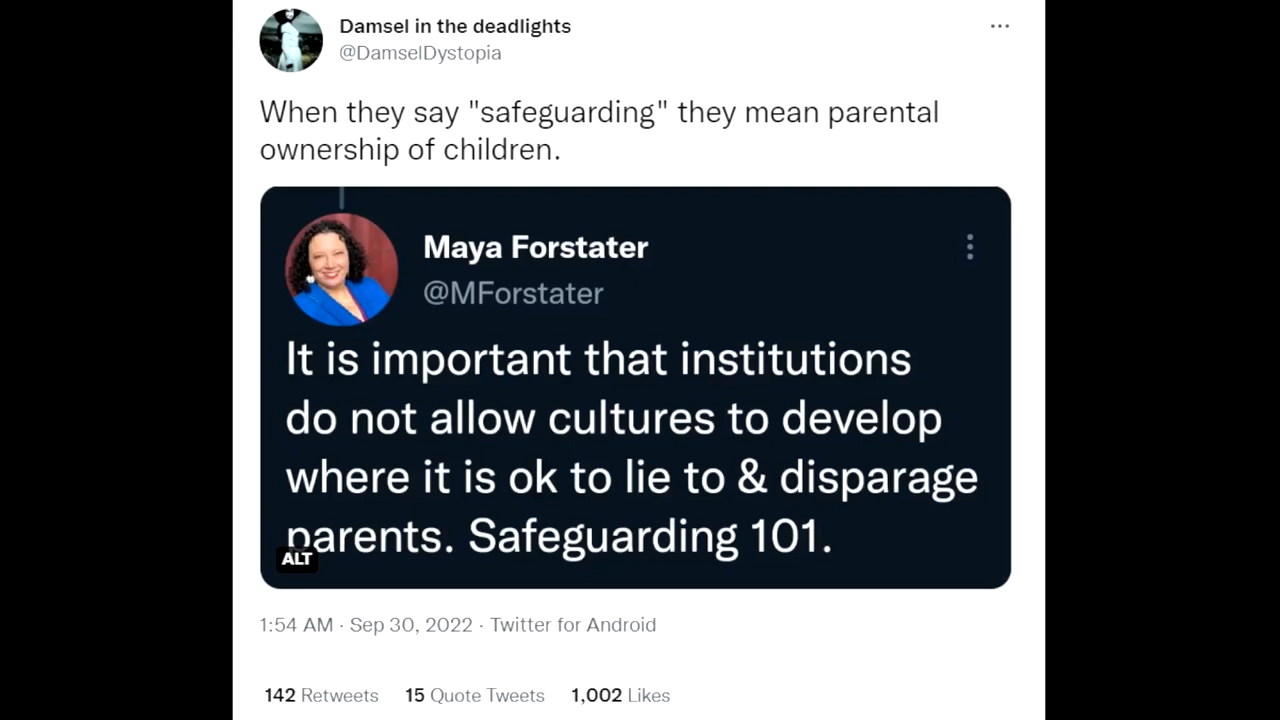 Damsel in the deadlights
@DamselDystopia
When they say "safeguarding" they mean parental
ownership of children.
Maya Forstater
@MForstater
It is important that institutions
do not allow cultures to develop
where it is ok to lie to & disparage
parents. Safeguarding 101.
ALT
1:54 AM · Sep 30, 2022 · Twitter for Android
142 Retweets 15 Quote Tweets 1,002 Likes